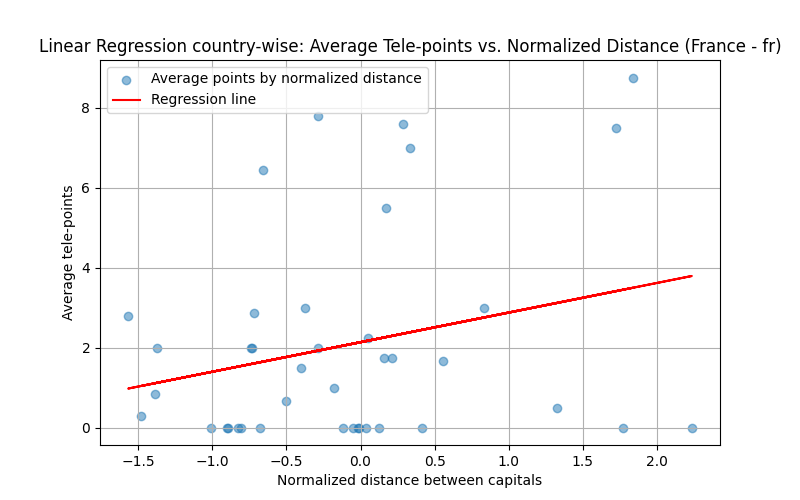 Linear Regression country-wise: Average Tele-points vs. Normalized Distance (France - fr)
Average points by normalized distance
Regression line
Average tele-points
8
6
4
2
0
−1.5 −1.0 −0.5 0.0 0.5 1.0 1.5 2.0
Normalized distance between capitals